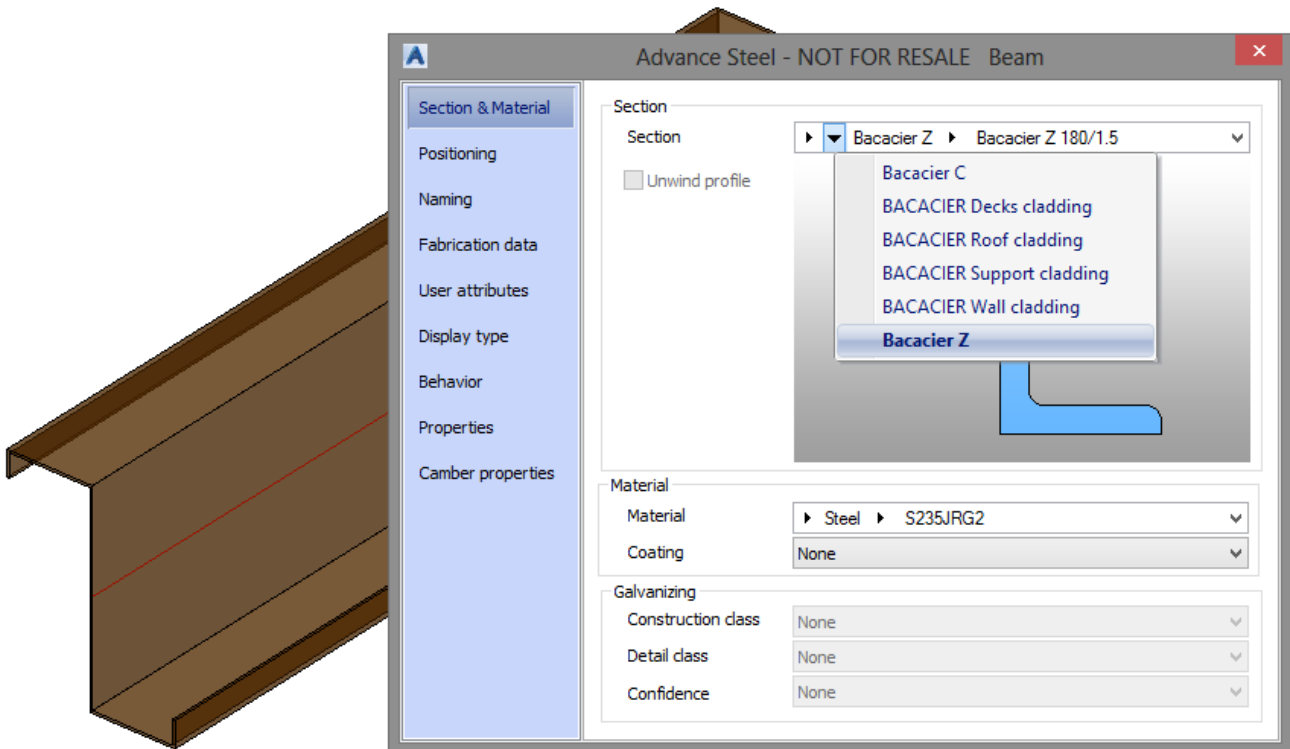 Advance Steel - NOT FOR RESALE Beam
Section & Material
Positioning
Naming
Fabrication data
User attributes
Display type
Behavior
Properties
Camber properties
Section
Section
Bacacier Z Bacacier Z 180/1.5
Unwind profile
Bacacier C
BACACIER Decks cladding
BACACIER Roof cladding
BACACIER Support cladding
BACACIER Wall cladding
Bacacier Z
Material
Material
Steel S235JRG2
Coating
None
Galvanizing
Construction class
None
Detail class
None
Confidence
None